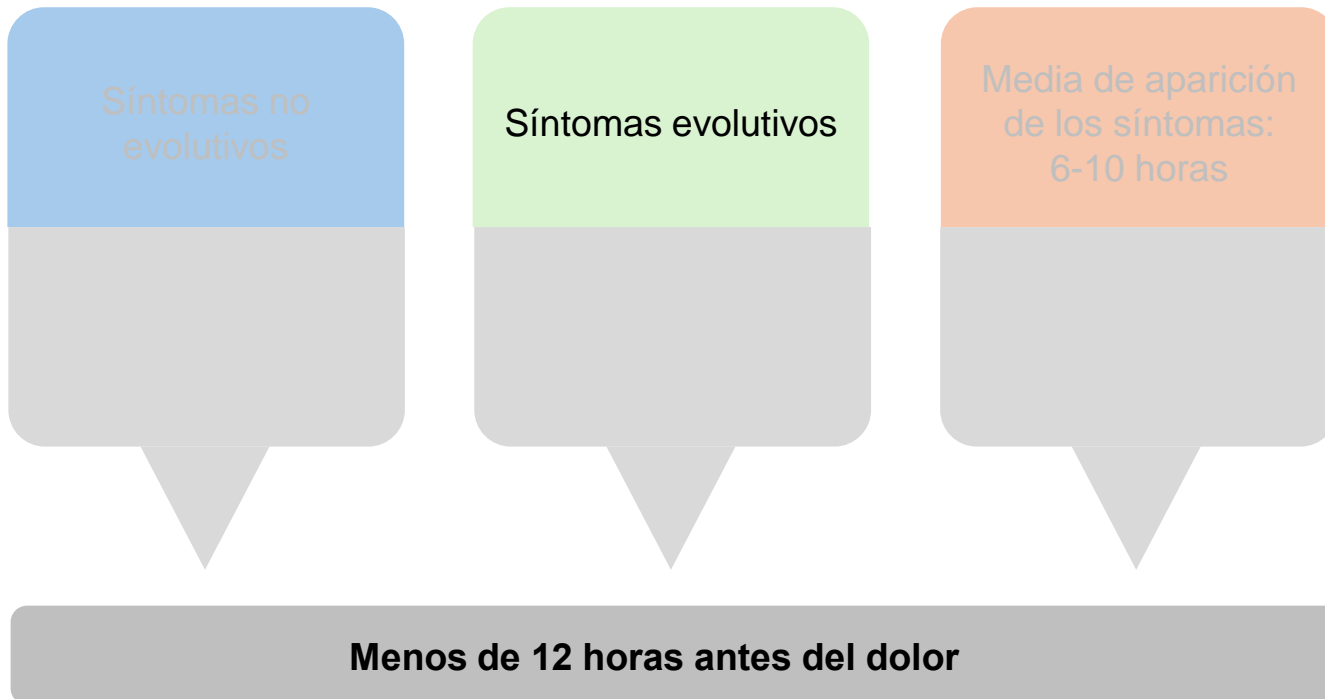 Síntomas no
evolutivos
Síntomas evolutivos
Media de aparición
de los síntomas:
6-10 horas
Menos de 12 horas antes del dolor